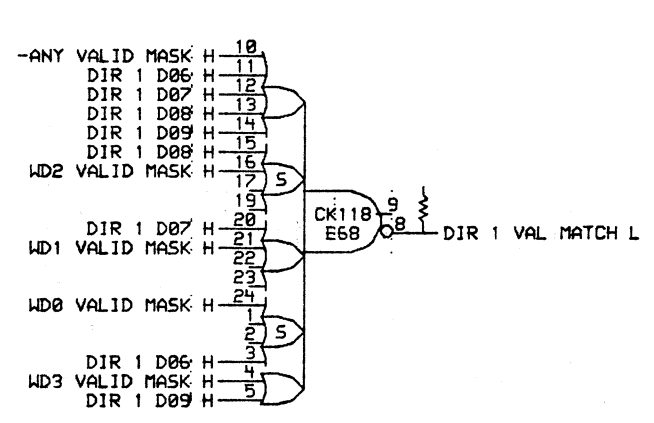 -ANY VALID MASK H 10
DIR 1 D06 H 11
DIR 1 D07 H 12
DIR 1 D08 H 13
DIR 1 D09 H 14
DIR 1 D08 H 15
WD2 VALID MASK H 16
17 S
19
DIR 1 D07 H 20
WD1 VALID MASK H 21
22
23
WD0 VALID MASK H 24
1
2 S
DIR 1 D06 H 3
WD3 VALID MASK H 4
DIR 1 D09 H 5
CK118 9
E68 8 DIR 1 VAL MATCH L